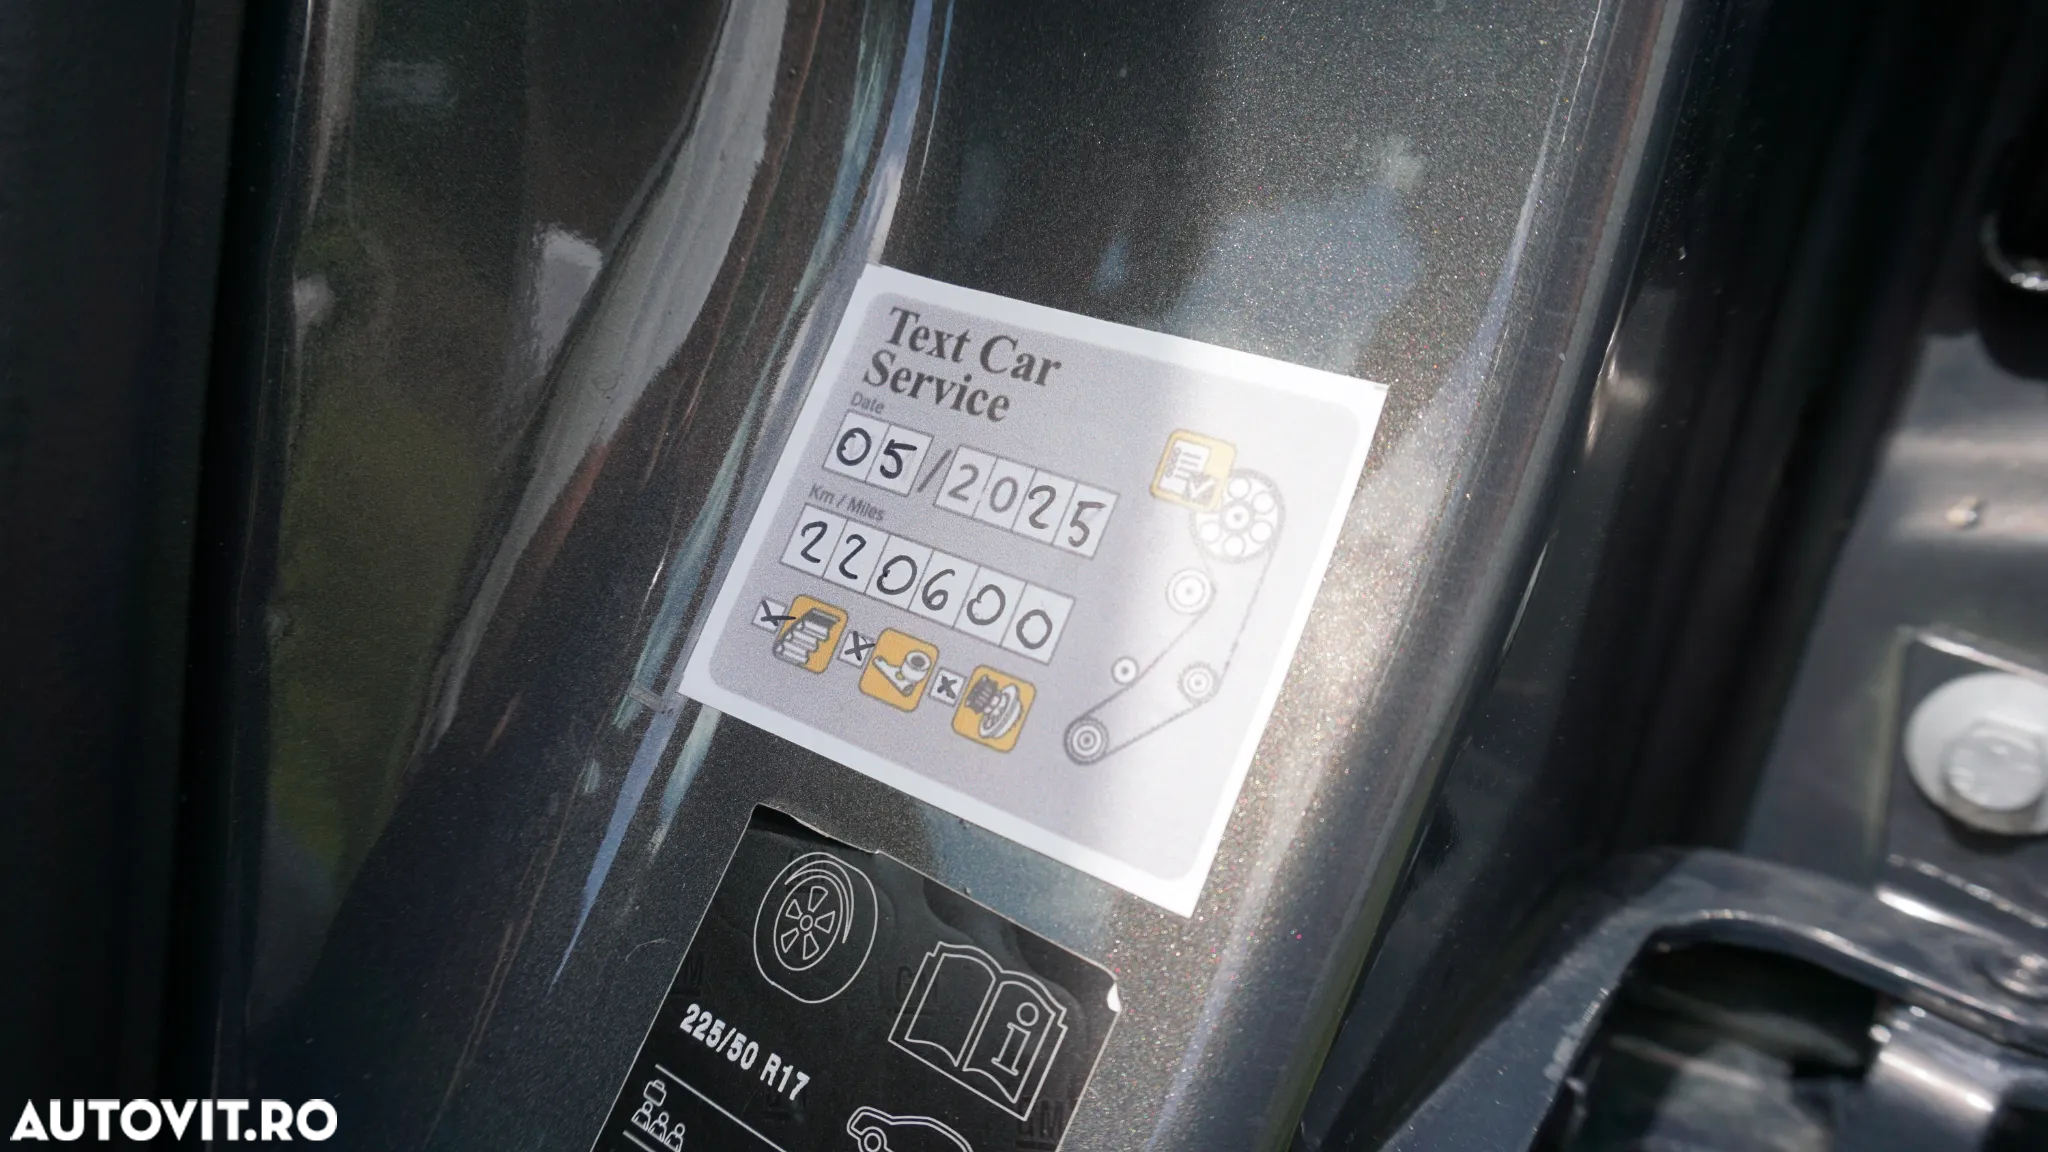 Text Car
Service
Date
05/2025
Km / Miles
220600
225/50 R17
AUTOVIT.RO